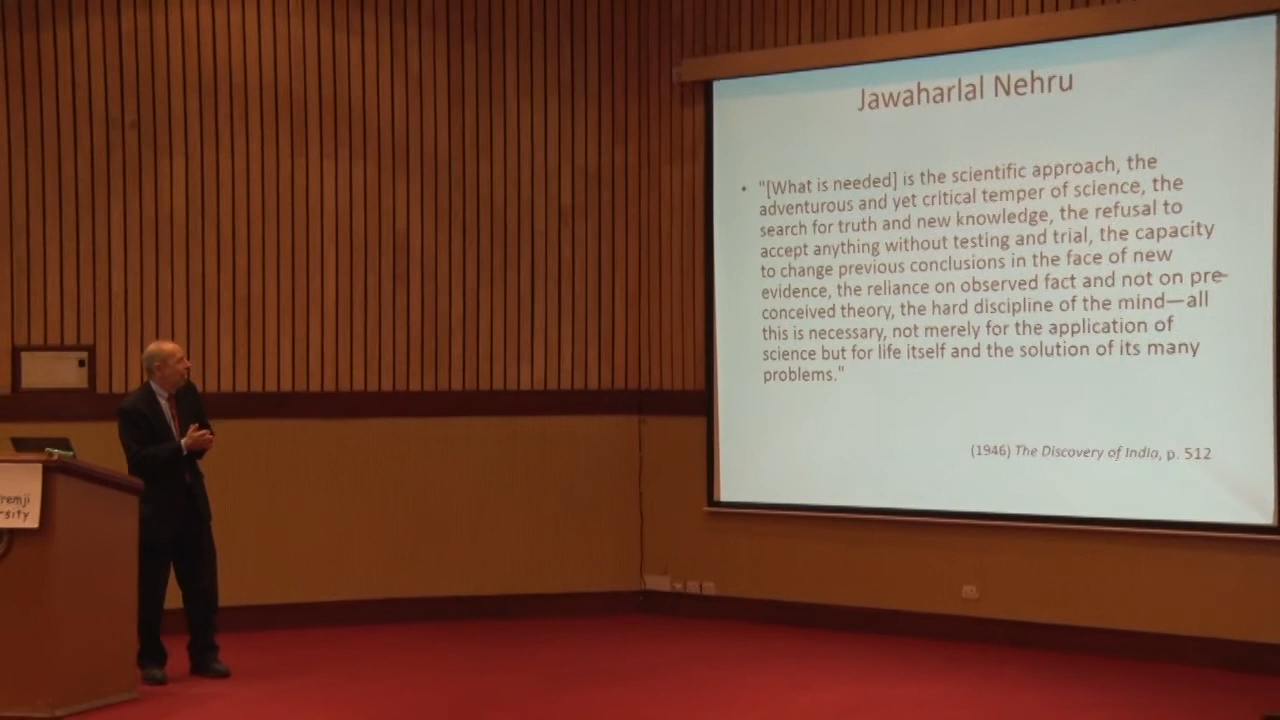 Jawaharlal Nehru
• "[What is needed] is the scientific approach, the
adventurous and yet critical temper of science, the
search for truth and new knowledge, the refusal to
accept anything without testing and trial, the capacity
to change previous conclusions in the face of new
evidence, the reliance on observed fact and not on pre-
conceived theory, the hard discipline of the mind—all
this is necessary, not merely for the application of
science but for life itself and the solution of its many
problems."
(1946) The Discovery of India, p. 512
remji
rsity